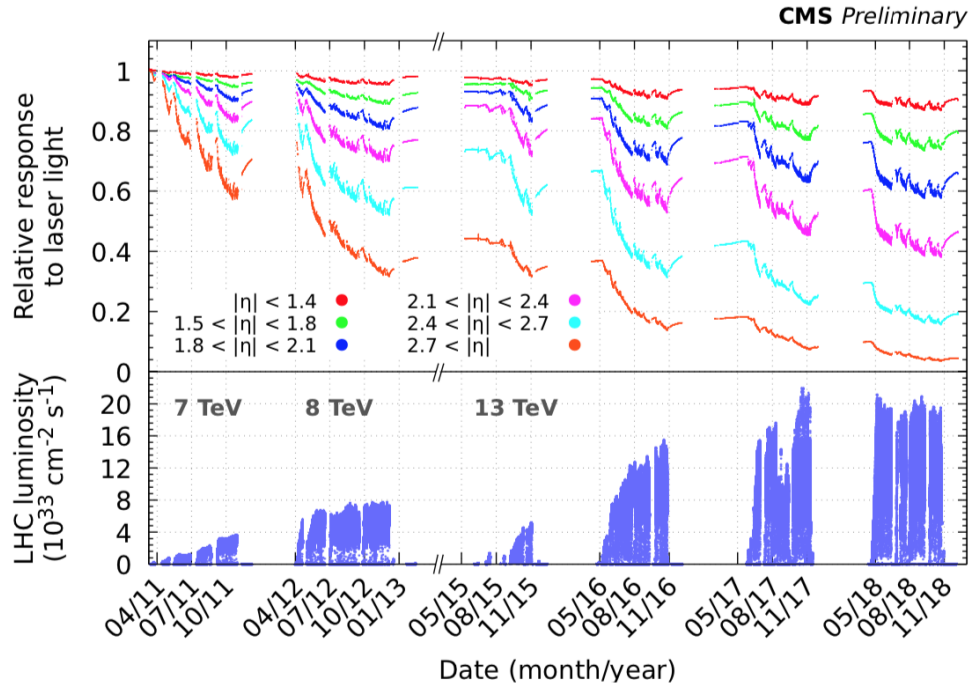 CMS Preliminary
Relative response
to laser light
1
0.8
0.6
0.4
0.2
0
|η| < 1.4
1.5 < |η| < 1.8
1.8 < |η| < 2.1
2.1 < |η| < 2.4
2.4 < |η| < 2.7
2.7 < |η|
LHC luminosity
(10³³ cm⁻² s⁻¹)
20
16
12
8
4
0
7 TeV
8 TeV
13 TeV
04/11
07/11
10/11
04/12
07/12
10/12
01/13
05/15
08/15
11/15
05/16
08/16
11/16
05/17
08/17
11/17
05/18
08/18
11/18
Date (month/year)